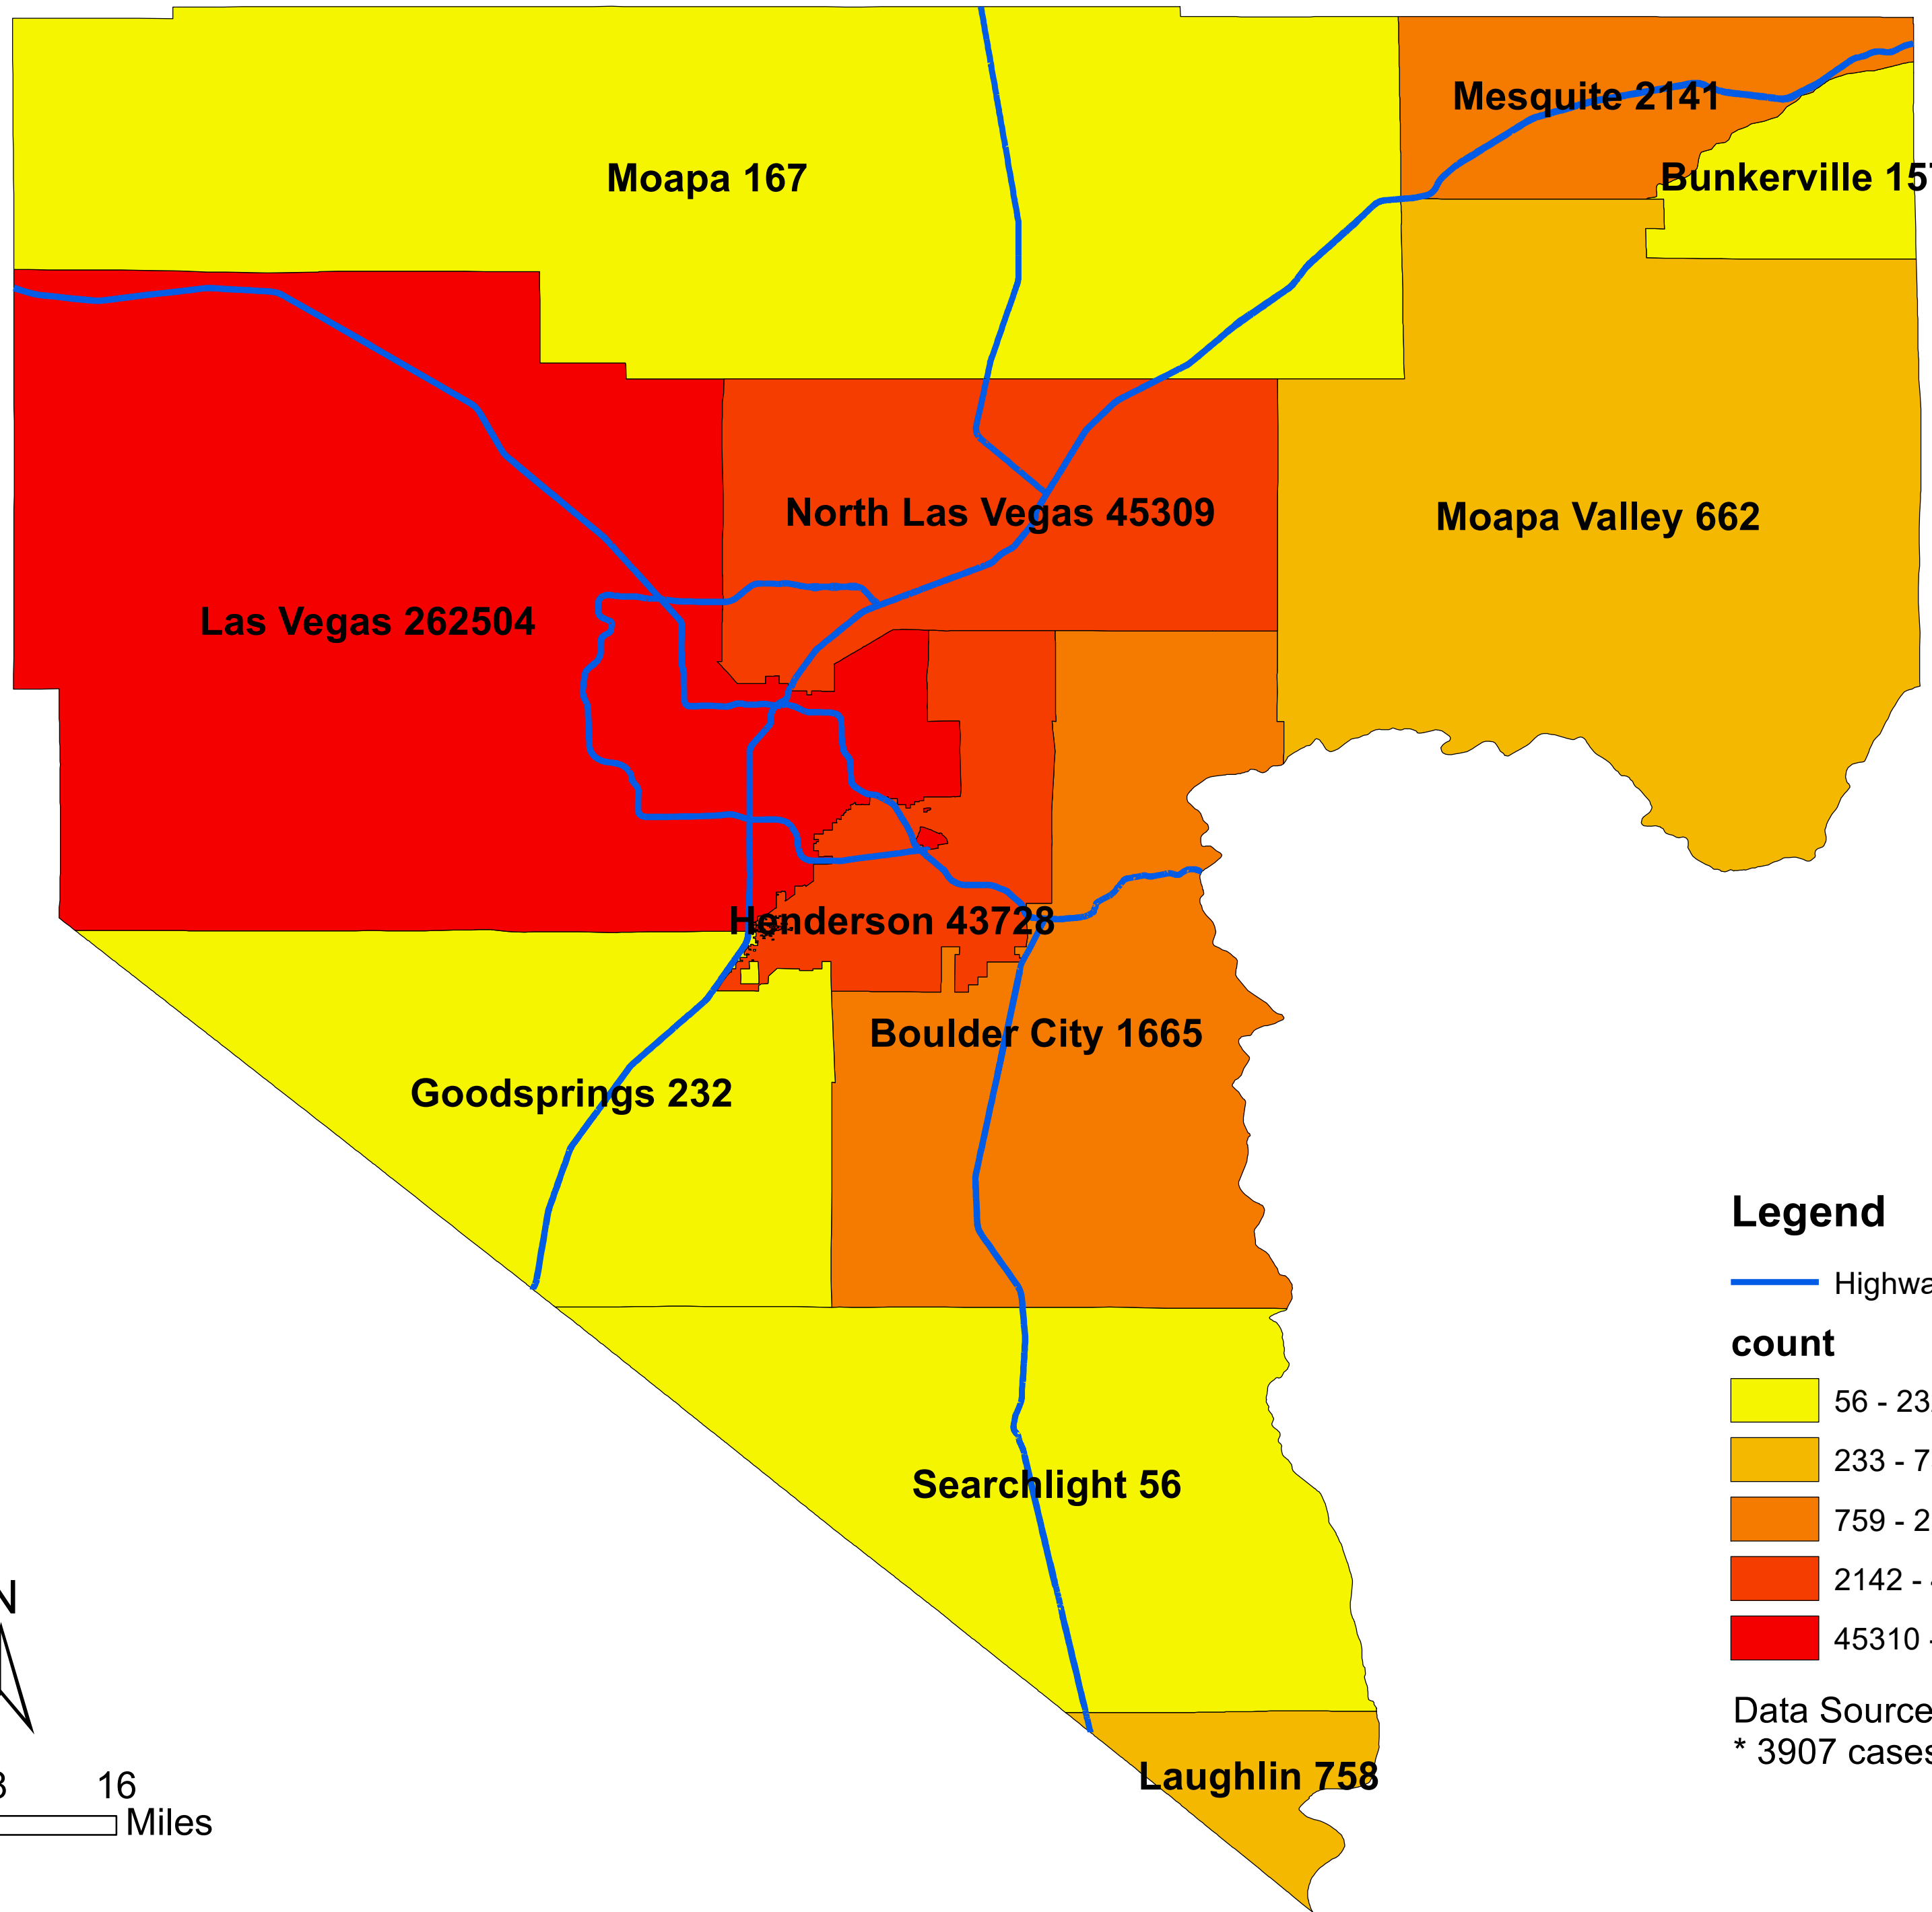 Mesquite 2141
Moapa 167
Bunkerville 157
North Las Vegas 45309
Moapa Valley 662
Las Vegas 262504
Henderson 43728
Boulder City 1665
Goodsprings 232
Legend
count
56 - 23
233 - 7
Searchlight 56
759 - 2
2142 -
N
45310 -
Data Source
* 3907 cases
Laughlin 758
16
Miles